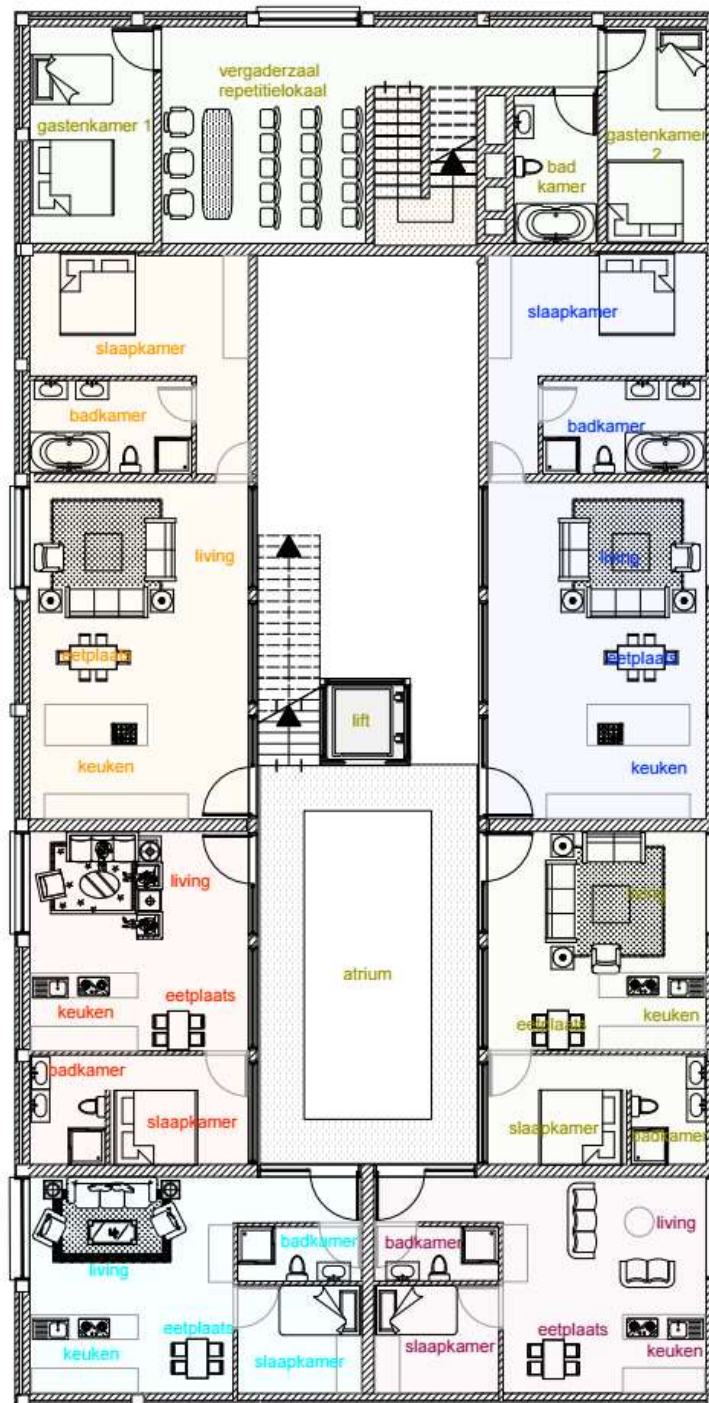 vergaderzaal
repetitielokaal
gastenkamer 1
gastenkamer
2
bad
kamer
slaapkamer
slaapkamer
badkamer
badkamer
living
living
eetplaats
eetplaats
lift
keuken
keuken
living
living
atrium
eetplaats
keuken
eetplaats
keuken
badkamer
slaapkamer
slaapkamer
badkamer
living
badkamer
badkamer
living
eetplaats
keuken
eetplaats
keuken
slaapkamer
slaapkamer